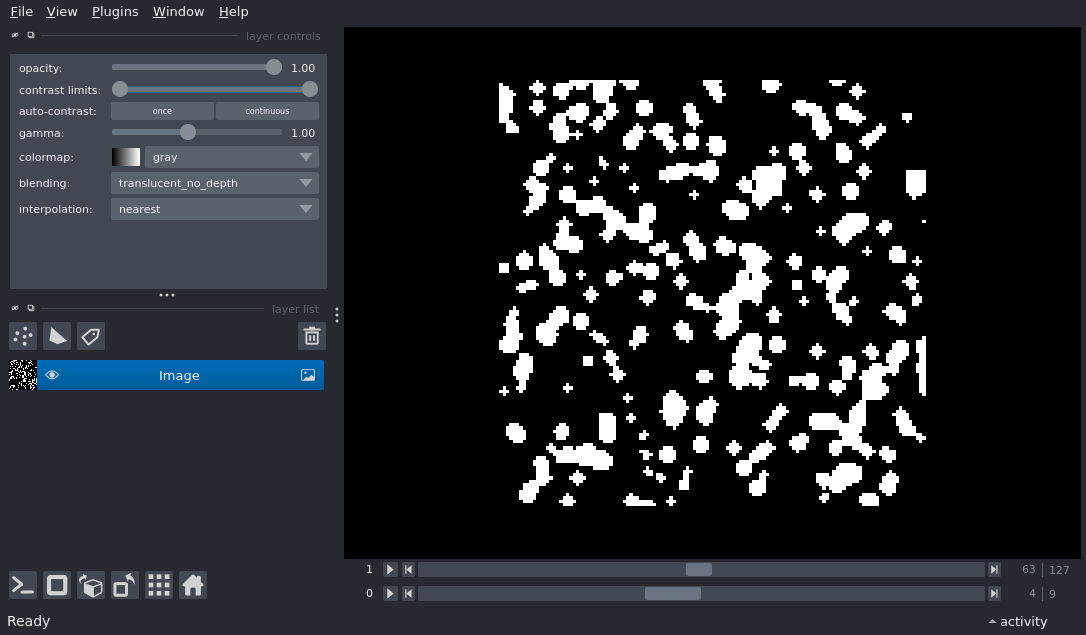 File View Plugins Window Help
layer controls
opacity: 1.00
contrast limits:
auto-contrast: once continuous
gamma: 1.00
colormap: gray
blending: translucent_no_depth
interpolation: nearest
layer list
Image
1 63 127
0 4 9
Ready activity